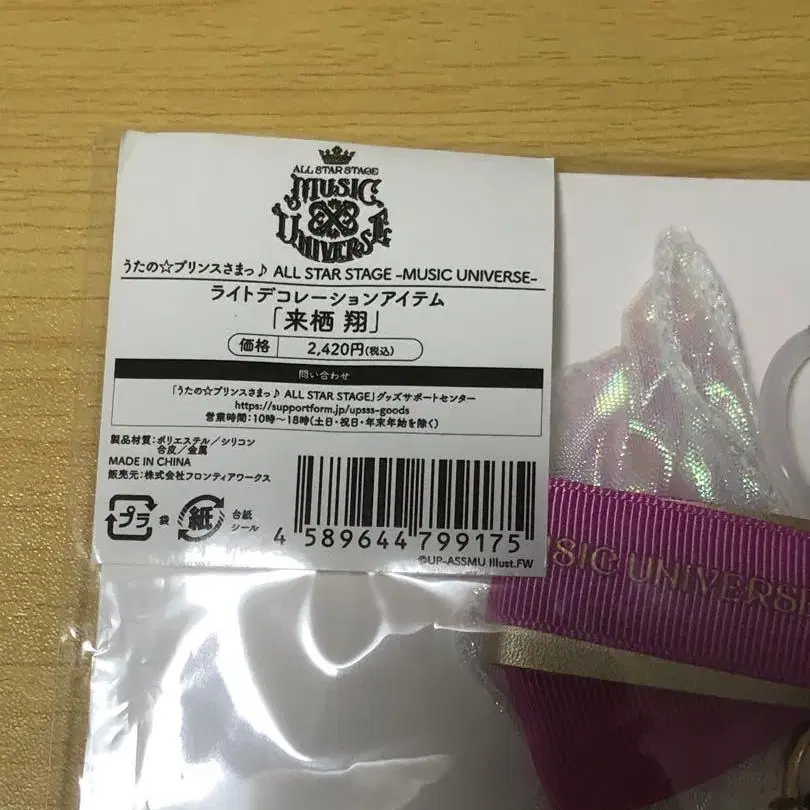 ALL STAR STAGE
MUSIC
UNIVERSE
うたの☆プリンスさまっ♪ ALL STAR STAGE -MUSIC UNIVERSE-
ライトデコレーションアイテム
「来栖 翔」
価格 2,420円(税込)
問い合わせ
「うたの☆プリンスさまっ♪ ALL STAR STAGE」グッズサポートセンター
https://supportform.jp/upsss-goods
営業時間:10時〜18時(土日・祝日・年末年始を除く)
製品材質:ポリエステル/シリコン
合皮/金属
MADE IN CHINA
販売元:株式会社フロンティアワークス
プラ 袋 紙 台紙
シール
4 589644 799175
©UP-ASSMU Illust.FW
MUSIC UNIVERSE